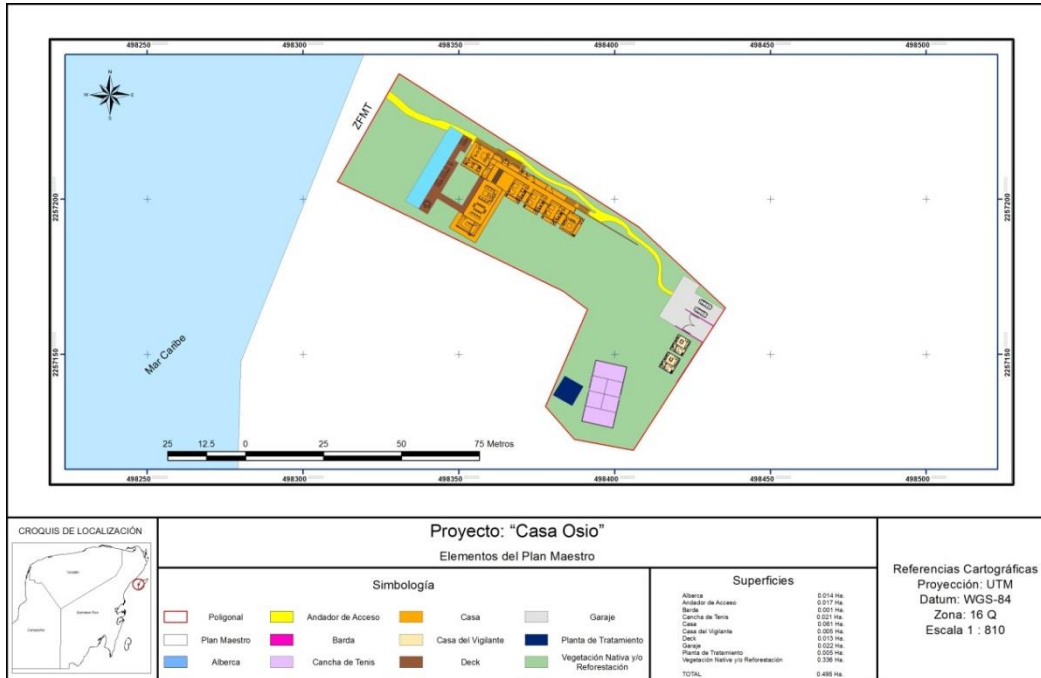 498250 498300 498350 498400 498450 498500
N
W E
S
ZFMT
2257200 2257200
Mar Caribe
2257150 2257150
25 12.5 0 25 50 75 Metros
498250 498300 498350 498400 498450 498500
CROQUIS DE LOCALIZACIÓN
Yucatán
Quintana Roo
Campeche
Proyecto: “Casa Osio”
Elementos del Plan Maestro
Simbología
Poligonal
Andador de Acceso
Casa
Garaje
Plan Maestro
Barda
Casa del Vigilante
Planta de Tratamiento
Alberca
Cancha de Tenis
Deck
Vegetación Nativa y/o
Reforestación
Superficies
Alberca 0.014 Ha.
Andador de Acceso 0.017 Ha.
Barda 0.001 Ha.
Cancha de Tenis 0.021 Ha.
Casa 0.061 Ha.
Casa del Vigilante 0.005 Ha.
Deck 0.013 Ha.
Garaje 0.022 Ha.
Planta de Tratamiento 0.005 Ha.
Vegetación Nativa y/o Reforestación 0.336 Ha.
TOTAL 0.495 Ha.
Referencias Cartográficas
Proyección: UTM
Datum: WGS-84
Zona: 16 Q
Escala 1 : 810